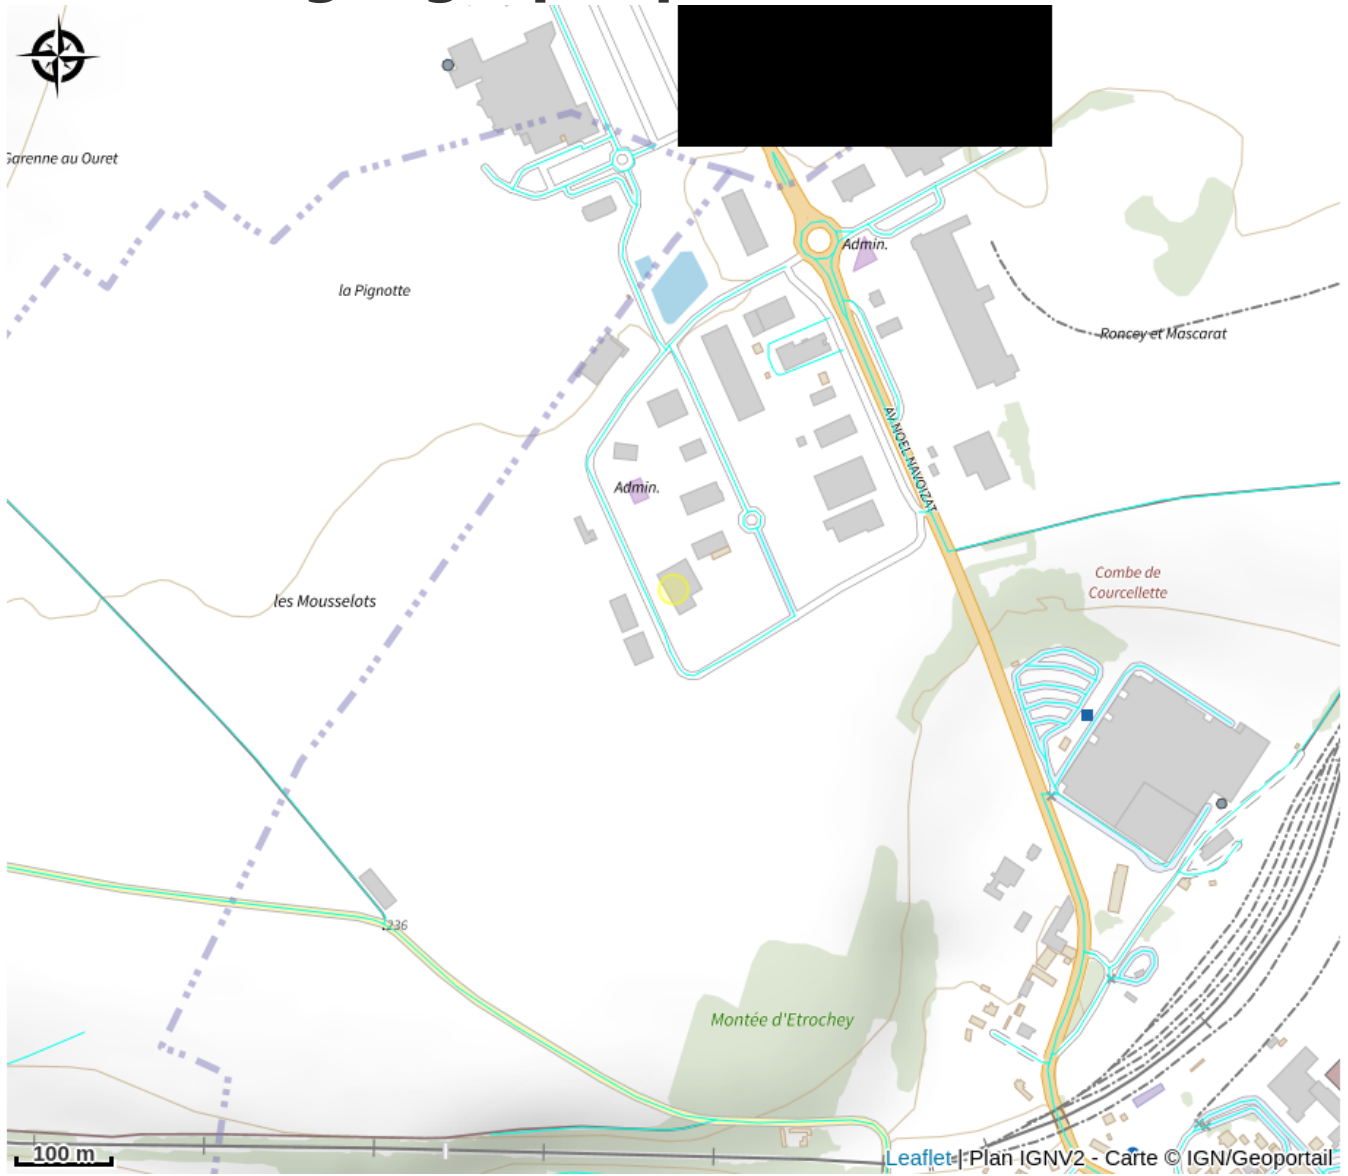 Garenne au Ouret
Admin.
la Pignotte
Roncey et Mascarat
AV NOEL NAVOIZAT
Admin.
Combe de
Courcellette
les Mousselots
236
Montée d'Etrochey
100 m
Leaflet | Plan IGNV2 - Carte © IGN/Geoportail